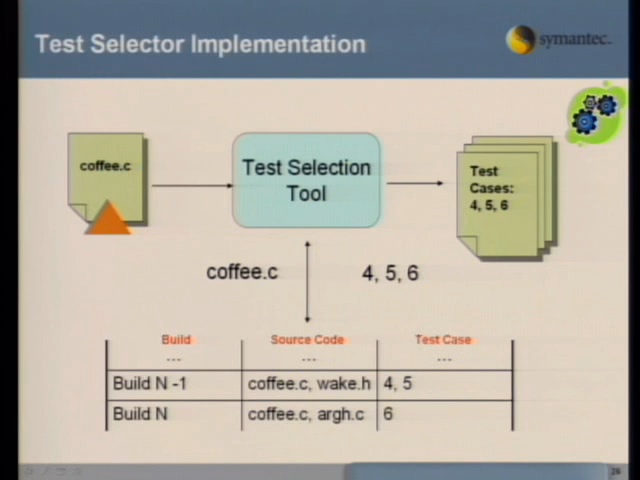 Test Selector Implementation
symantec.
coffee.c
Test Selection
Tool
Test
Cases:
4, 5, 6
coffee.c
4, 5, 6
Build Source Code Test Case
... ... ...
Build N -1 coffee.c, wake.h 4, 5
Build N coffee.c, argh.c 6
26